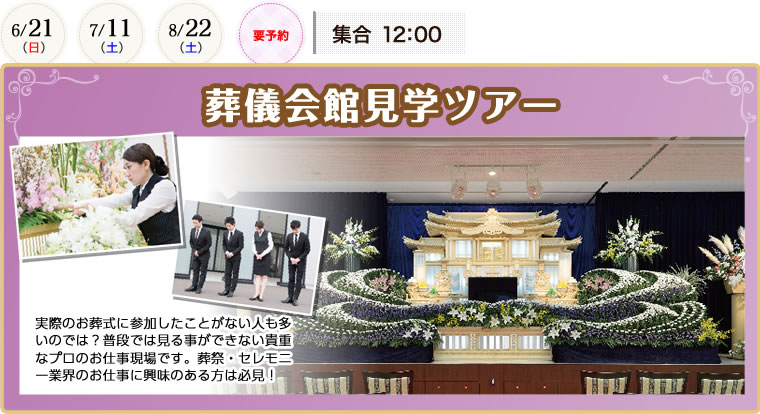 6/21
(日)
7/11
(土)
8/22
(土)
要予約
集合 12:00
葬儀会館見学ツアー
実際のお葬式に参加したことがない人も多
いのでは？普段では見る事ができない貴重
なプロのお仕事現場です。葬祭・セレモニ
ー業界のお仕事に興味のある方は必見！